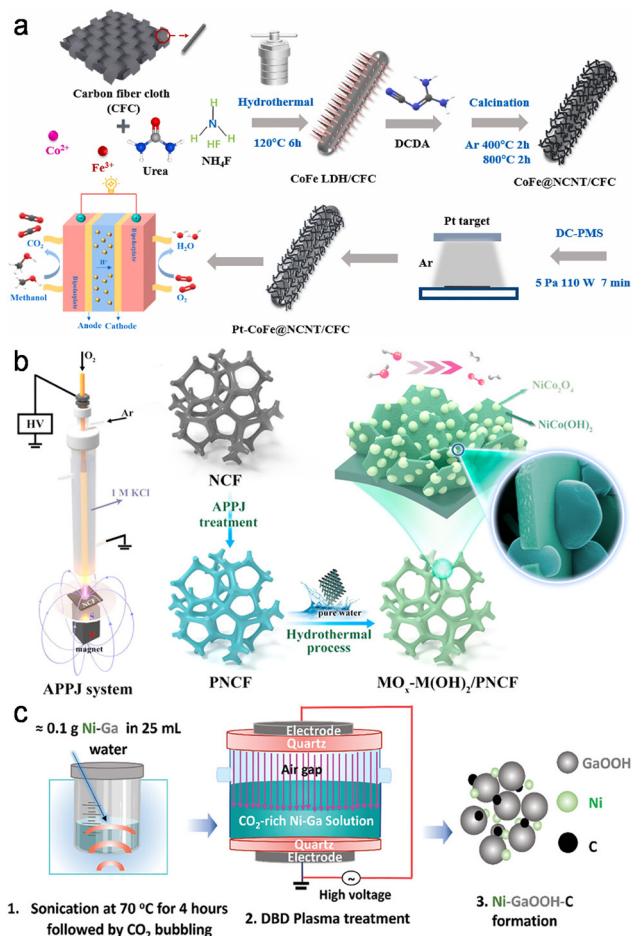 a
Carbon fiber cloth
(CFC)
Co²⁺
Fe³⁺
Urea
N
H
H
H
HF
NH₄F
Hydrothermal
120°C 6h
CoFe LDH/CFC
DCDA
Calcination
Ar 400°C 2h
800°C 2h
CoFe@NCNT/CFC
Pt target
Ar
DC-PMS
5 Pa 110 W 7 min
Pt-CoFe@NCNT/CFC
CO₂
Methanol
Bipolarplate
H⁺
Bipolarplate
H₂O
O₂
Anode
Cathode
b
O₂
HV
Ar
1 M KCl
NCF
magnet
APPJ system
NCF
APPJ
treatment
PNCF
pure water
Hydrothermal
process
NiCo₂O₄
NiCo(OH)₂
MOₓ-M(OH)₂/PNCF
c
≈ 0.1 g Ni-Ga in 25 mL
water
1. Sonication at 70 °C for 4 hours
followed by CO₂ bubbling
Electrode
Quartz
Air gap
CO₂-rich Ni-Ga Solution
Quartz
Electrode
~
High voltage
2. DBD Plasma treatment
GaOOH
Ni
C
3. Ni-GaOOH-C
formation